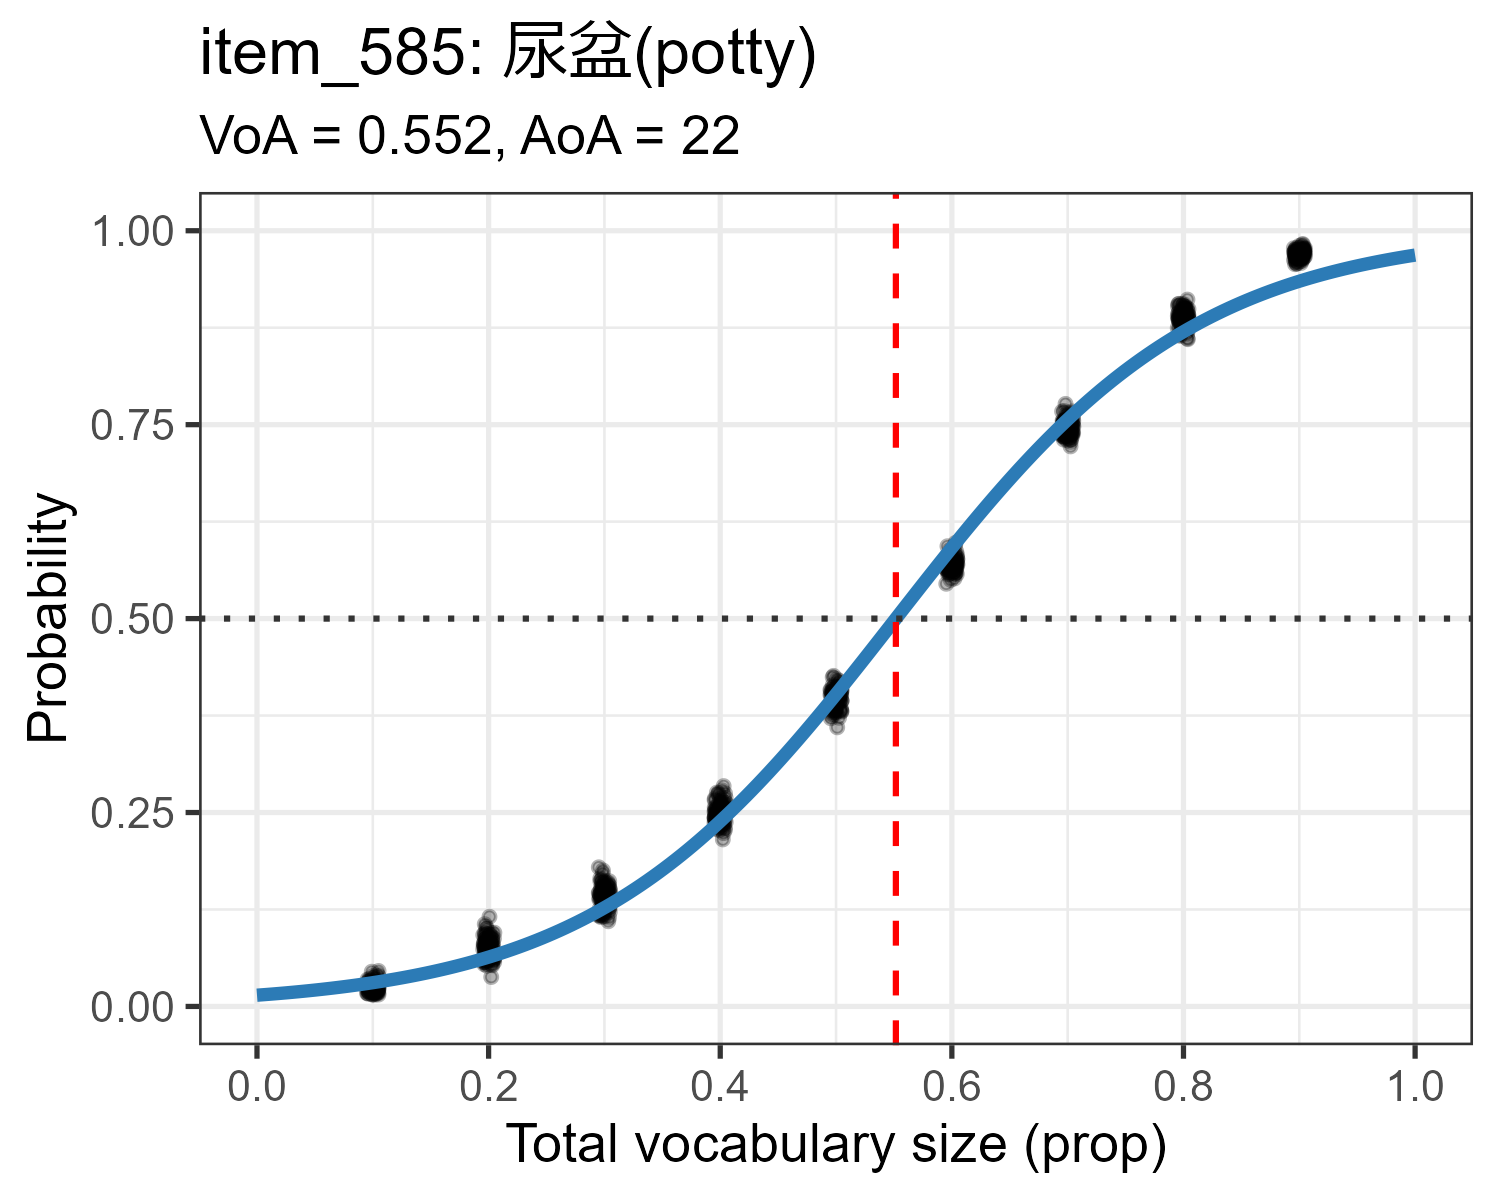 item_585: 尿盆(potty)
VoA = 0.552, AoA = 22
1.00
0.75
0.50
0.25
0.00
Probability
0.0 0.2 0.4 0.6 0.8 1.0
Total vocabulary size (prop)